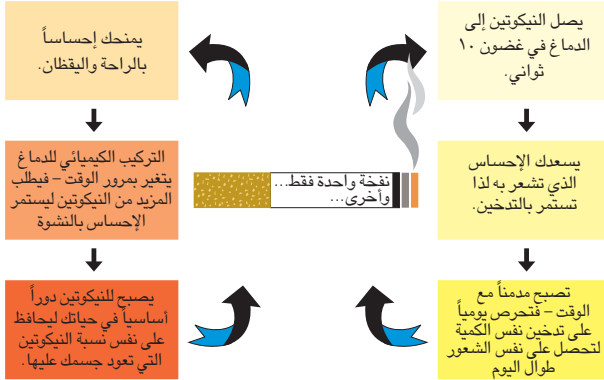 يصل النيكوتين إلى
الدماغ في غضون ١٠
ثواني.
يسعدك الإحساس
الذي تشعر به لذا
تستمر بالتدخين.
تصبح مدمناً مع
الوقت – فتحرص يومياً
على تدخين نفس الكمية
لتحصل على نفس الشعور
طوال اليوم
نفخة واحدة فقط...
وأخرى...
يمنحك إحساساً
بالراحة واليقظان.
التركيب الكيميائي للدماغ
يتغير بمرور الوقت – فيطلب
المزيد من النيكوتين ليستمر
الإحساس بالنشوة
يصبح للنيكوتين دوراً
أساسياً في حياتك ليحافظ
على نفس نسبة النيكوتين
التي تعود جسمك عليها.